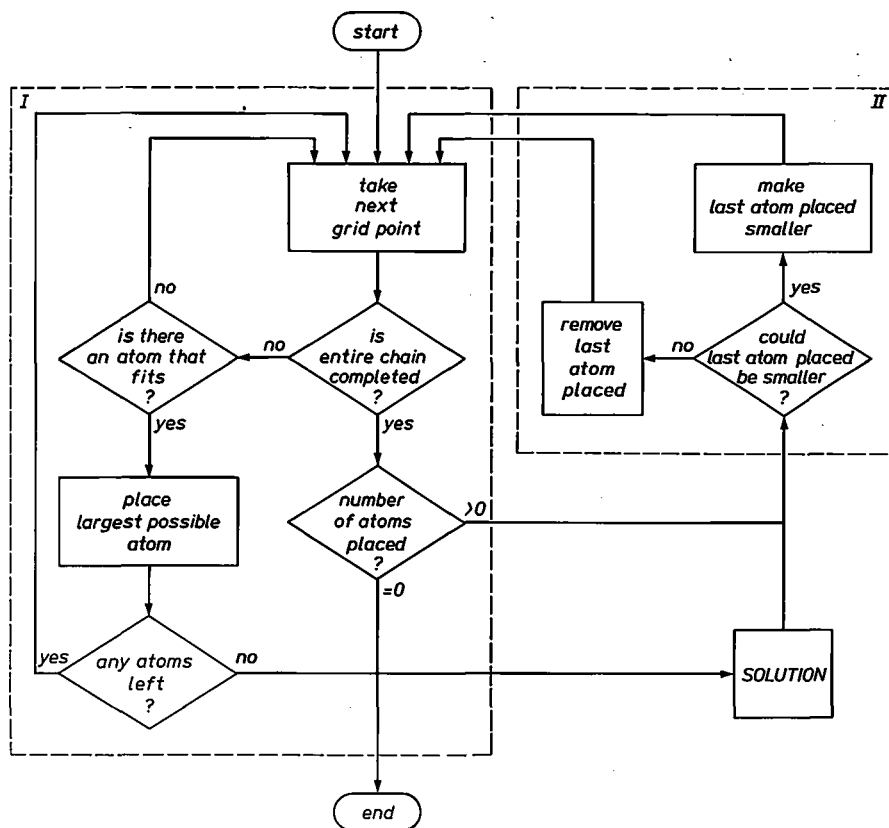 start
I
II
take
next
grid point
make
last atom placed
smaller
no
yes
is there
an atom that
fits
?
no
is
entire chain
completed
?
remove
last
atom
placed
no
could
last atom placed
be smaller
?
yes
yes
place
largest possible
atom
number
of atoms
placed
?
>0
=0
yes
any atoms
left
?
no
SOLUTION
end